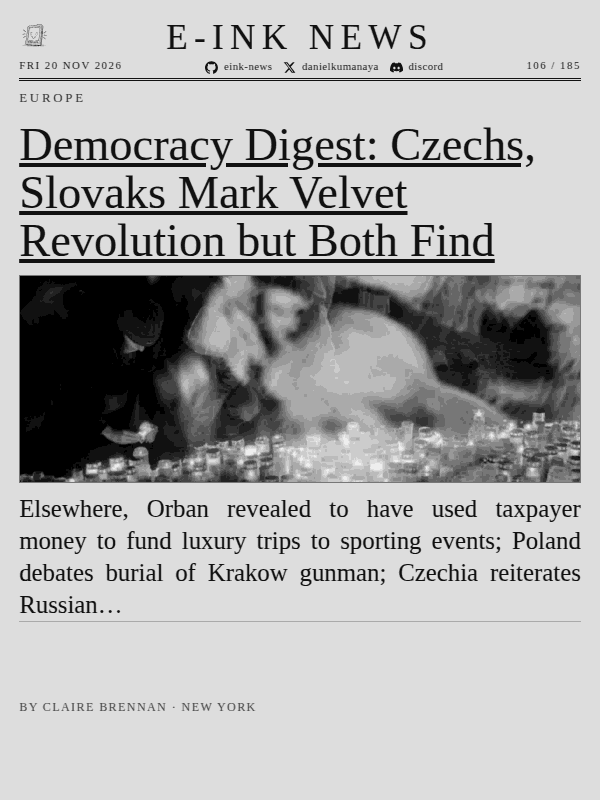 E-INK NEWS
FRI 20 NOV 2026
eink-news danielkumanaya discord
106 / 185
EUROPE
Democracy Digest: Czechs,
Slovaks Mark Velvet
Revolution but Both Find
Elsewhere, Orban revealed to have used taxpayer
money to fund luxury trips to sporting events; Poland
debates burial of Krakow gunman; Czechia reiterates
Russian…
BY CLAIRE BRENNAN · NEW YORK